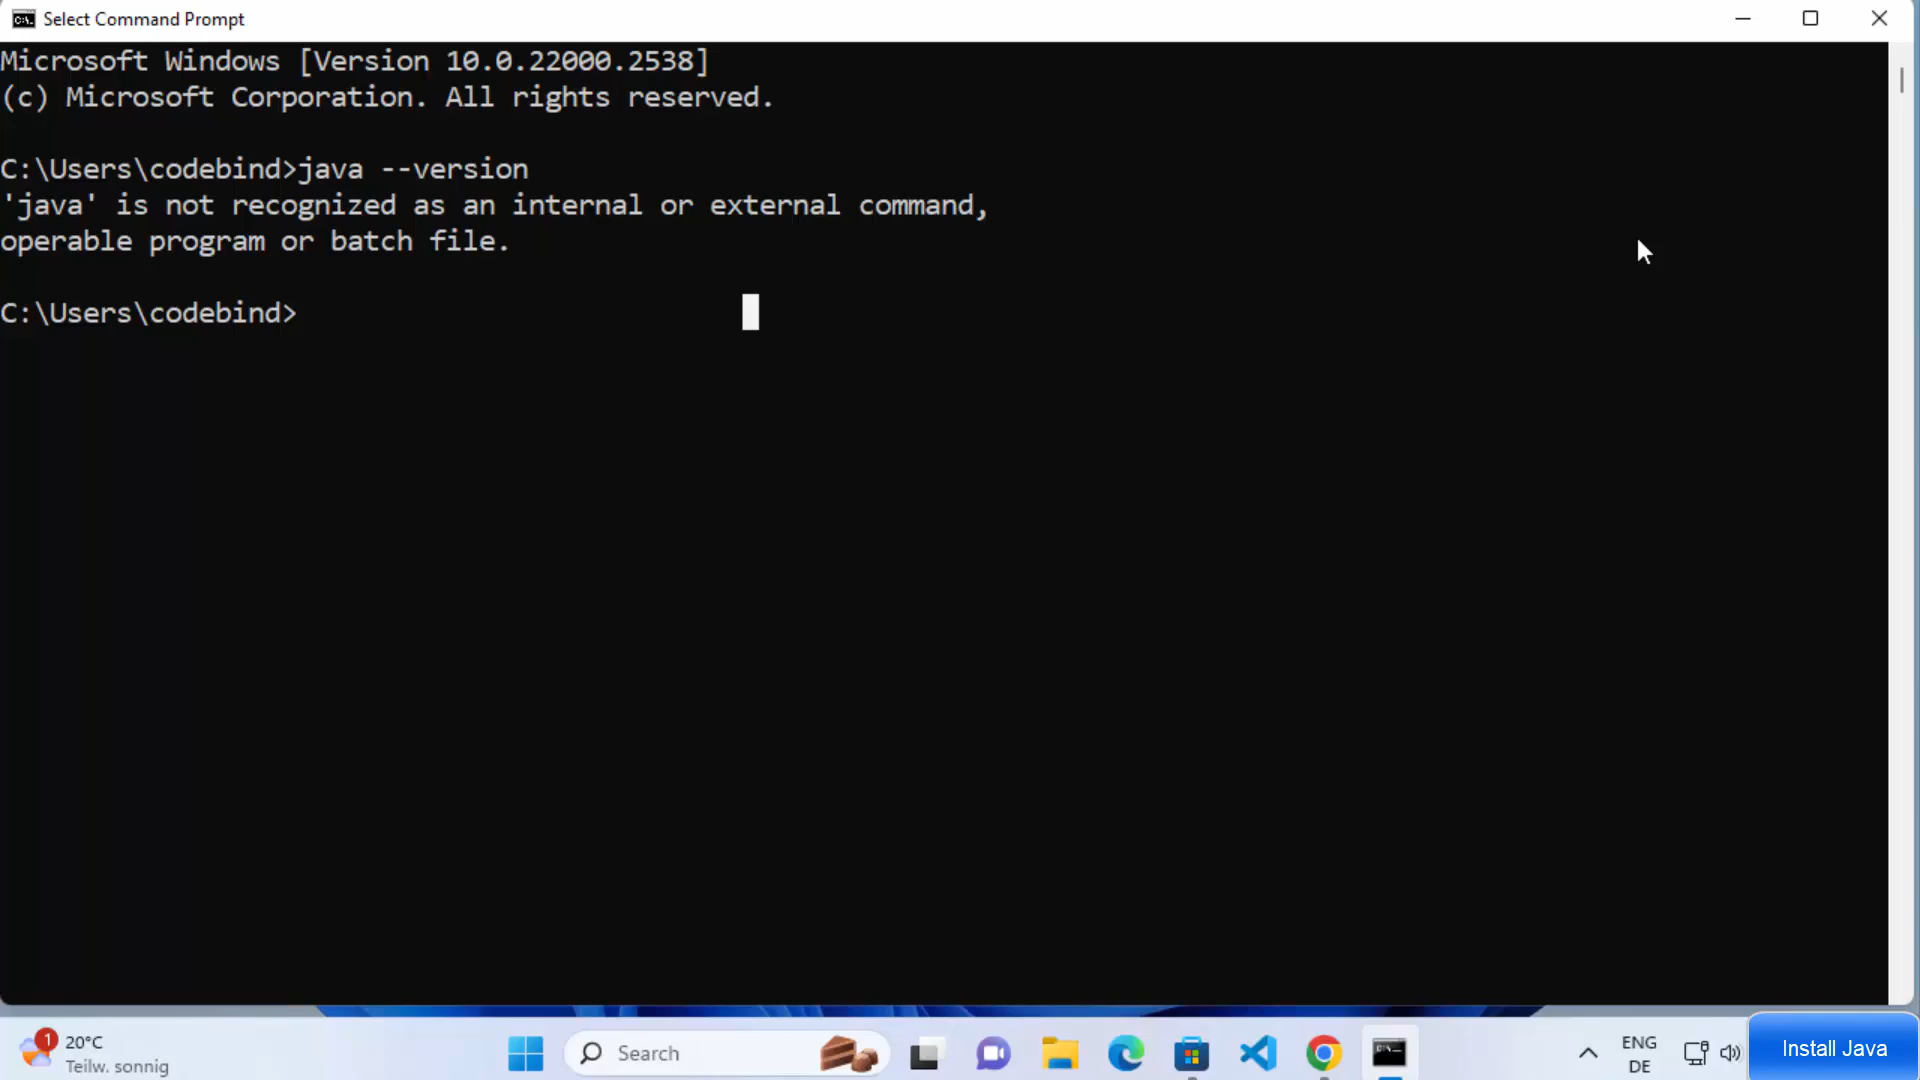 Select Command Prompt
Microsoft Windows [Version 10.0.22000.2538]
(c) Microsoft Corporation. All rights reserved.
C:\Users\codebind>java --version
'java' is not recognized as an internal or external command,
operable program or batch file.
C:\Users\codebind>
1
20°C
Teilw. sonnig
Search
ENG
DE
Install Java